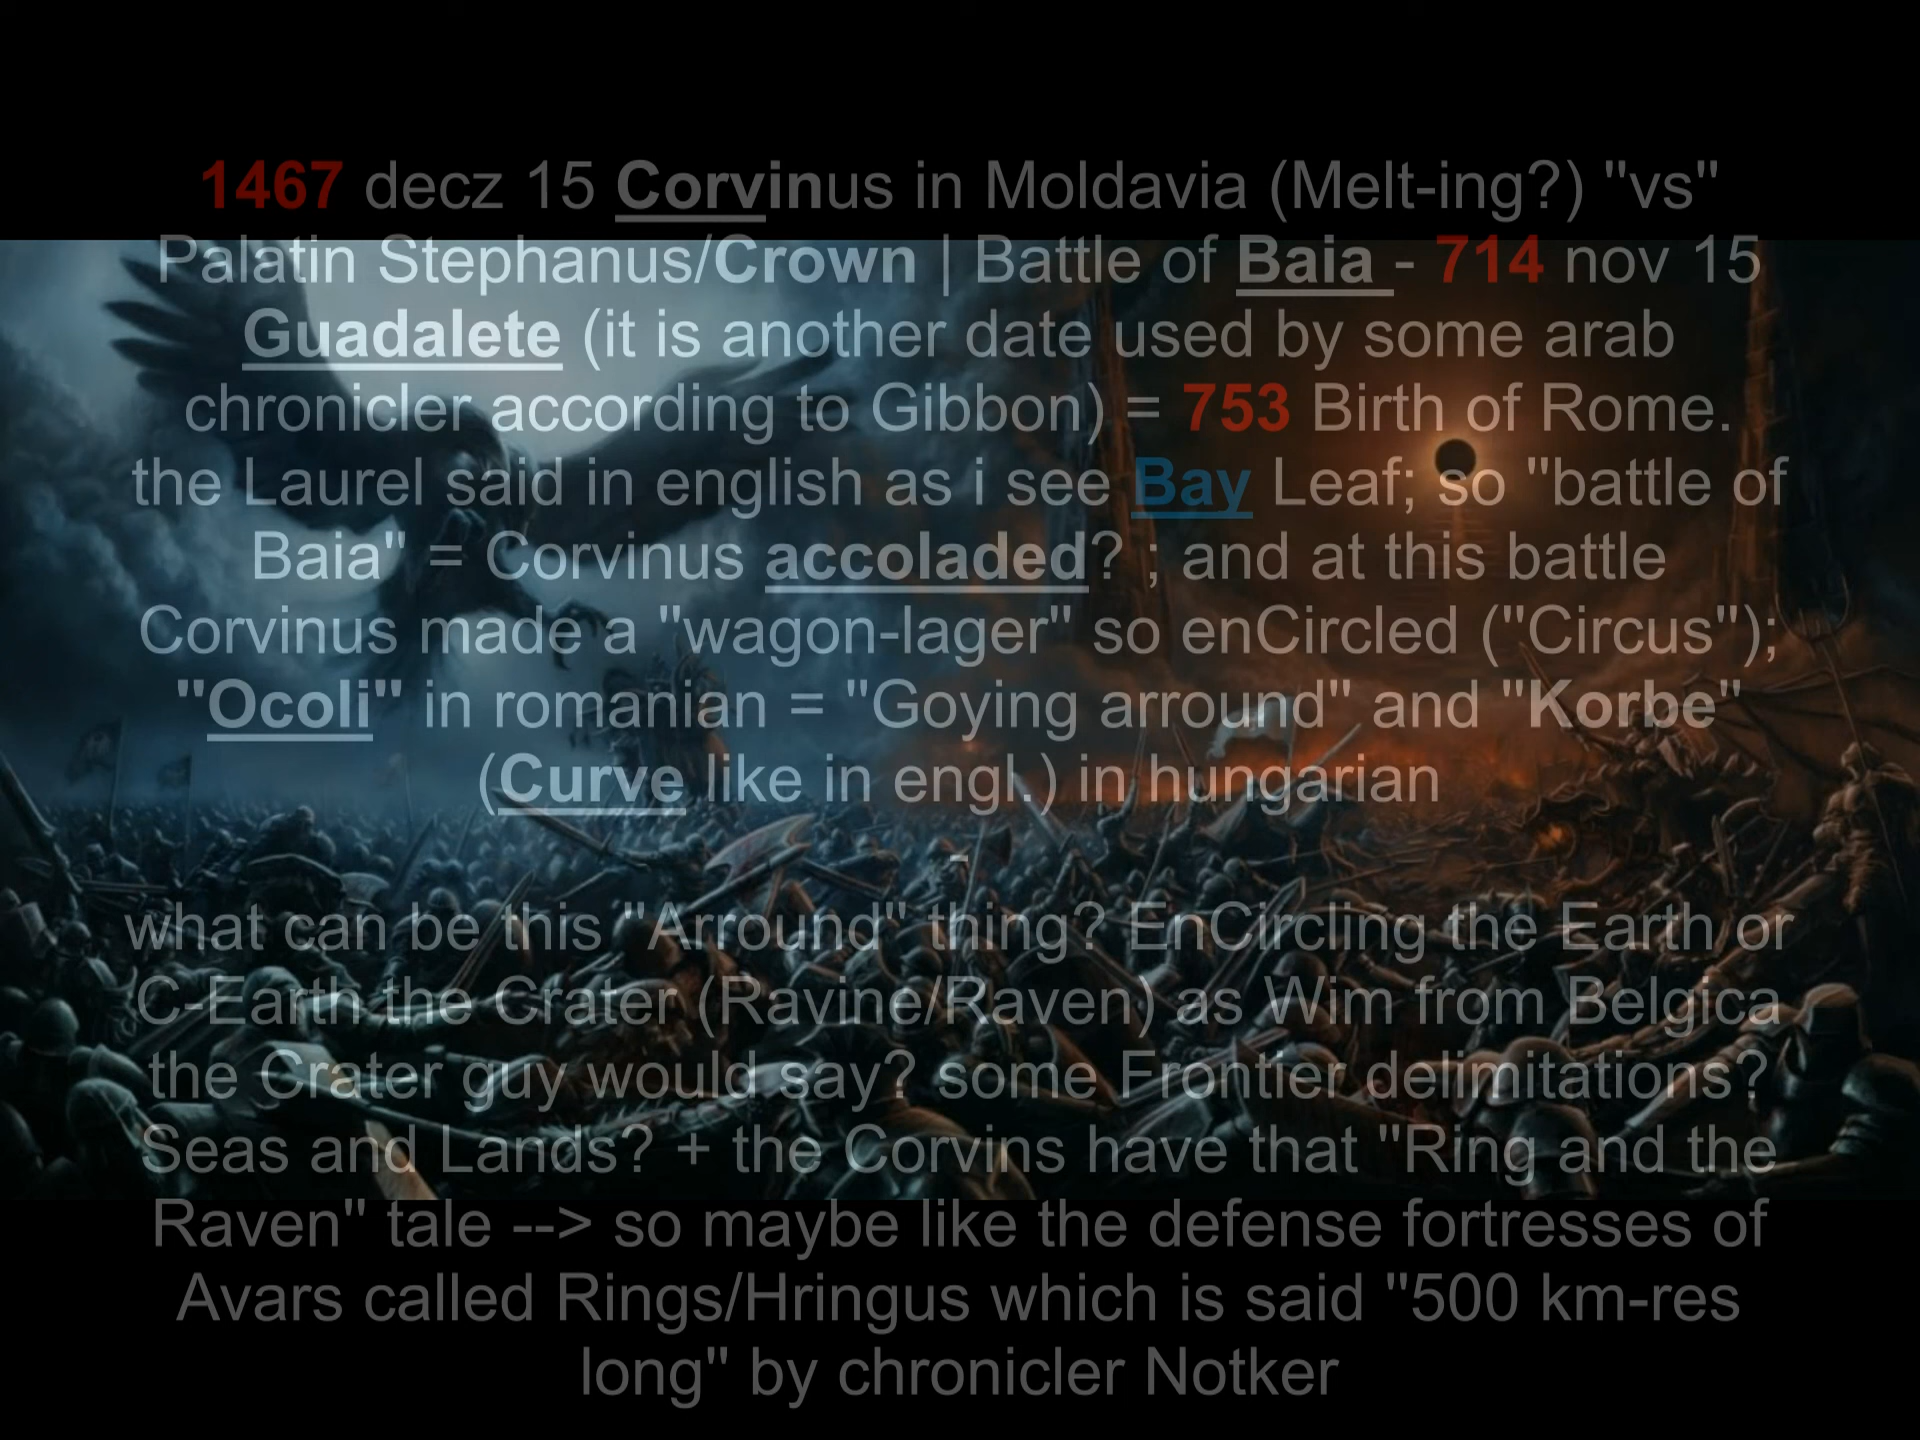 1467 decz 15 Corvinus in Moldavia (Melt-ing?) "vs"
Palatin Stephanus/Crown | Battle of Baia - 714 nov 15
Guadalete (it is another date used by some arab
chronicler according to Gibbon) = 753 Birth of Rome.
the Laurel said in english as i see Bay Leaf; so "battle of
Baia" = Corvinus accoladed? ; and at this battle
Corvinus made a "wagon-lager" so enCircled ("Circus");
"Ocoli" in romanian = "Goying arround" and "Korbe"
(Curve like in engl.) in hungarian
-
what can be this "Arround" thing? EnCircling the Earth or
C-Earth the Crater (Ravine/Raven) as Wim from Belgica
the Crater guy would say? some Frontier delimitations?
Seas and Lands? + the Corvins have that "Ring and the
Raven" tale --> so maybe like the defense fortresses of
Avars called Rings/Hringus which is said "500 km-res
long" by chronicler Notker